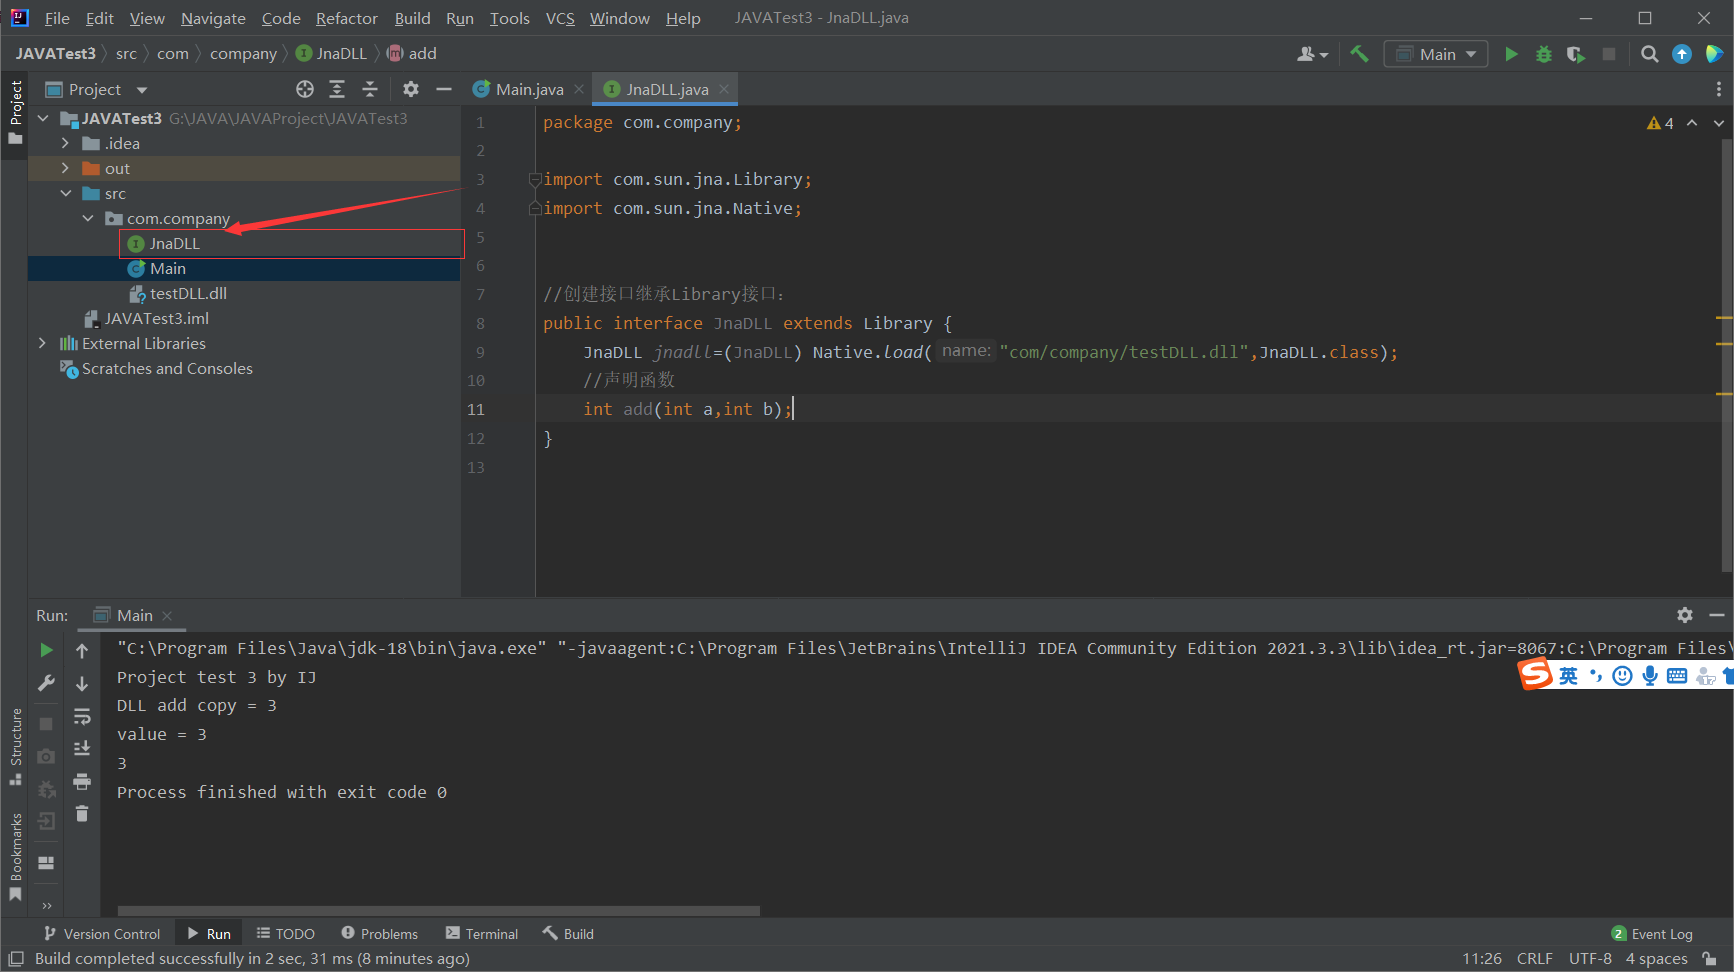 File Edit View Navigate Code Refactor Build Run Tools VCS Window Help JAVATest3 - JnaDLL.java
JAVATest3 src com company JnaDLL add Main
Project
Project
JAVATest3 G:\JAVA\JAVAProject\JAVATest3
.idea
out
src
com.company
JnaDLL
Main
testDLL.dll
JAVATest3.iml
External Libraries
Scratches and Consoles
Main.java JnaDLL.java
4
1 package com.company;
2
3 import com.sun.jna.Library;
4 import com.sun.jna.Native;
5
6
7 //创建接口继承Library接口:
8 public interface JnaDLL extends Library {
9 JnaDLL jnadll=(JnaDLL) Native.load( name: "com/company/testDLL.dll",JnaDLL.class);
10 //声明函数
11 int add(int a,int b);
12 }
13
Run: Main
"C:\Program Files\Java\jdk-18\bin\java.exe" "-javaagent:C:\Program Files\JetBrains\IntelliJ IDEA Community Edition 2021.3.3\lib\idea_rt.jar=8067:C:\Program Files\
Project test 3 by IJ
DLL add copy = 3
value = 3
3
Process finished with exit code 0
英
Structure
Bookmarks
Version Control Run TODO Problems Terminal Build 2 Event Log
Build completed successfully in 2 sec, 31 ms (8 minutes ago) 11:26 CRLF UTF-8 4 spaces